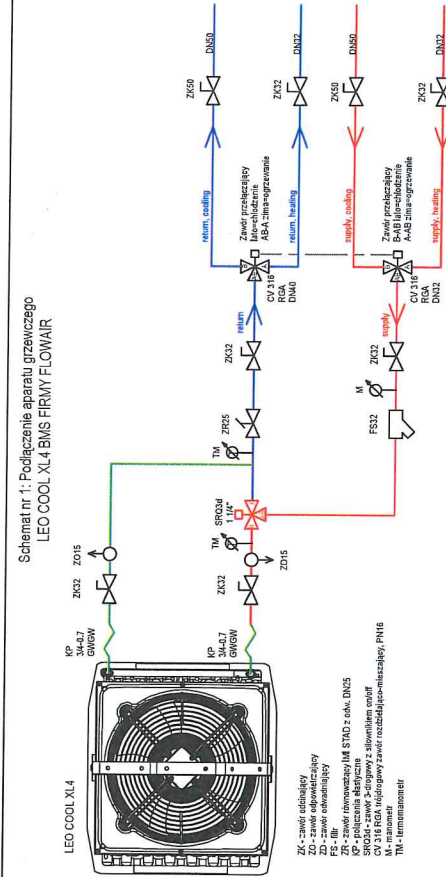 Schemat nr 1: Podłączenie aparatu grzewczego
LEO COOL XL4 BMS FIRMY FLOWAIR
LEO COOL XL4
KP
3/4-0,7
GWGW
ZK32
ZO15
KP
3/4-0,7
GWGW
ZK32
ZO15
TM
SRQ3d
1 1/4"
TM
ZR25
ZK32
return
CV 316
RGA
DN40
Zawór przełączający
lato=chłodzenie
AB-A zima=ogrzewanie
return, cooling
ZK50
DN50
return, heating
ZK32
DN32
FS32
M
ZK32
supply
CV 316
RGA
DN32
Zawór przełączający
B-AB lato=chłodzenie
A-AB zima=ogrzewanie
supply, cooling
ZK50
DN50
supply, heating
ZK32
DN32
ZK - zawór odcinający
ZO - zawór odpowietrzający
ZD - zawór odwadniający
FS - filtr
ZR - zawór równoważący IMI STAD z odw. DN25
KP - połączenia elastyczne
SRQ3d - zawór 3-drogowy z siłownikiem on/off
CV 316 RGA trójdrogowy zawór rozdzielająco-mieszający, PN16
M - manometr
TM - termomanometr